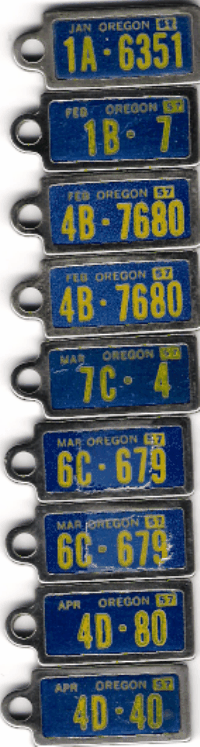 JAN OREGON 57
1A·6351
FEB OREGON 57
1B· 7
FEB OREGON 57
4B·7680
FEB OREGON 57
4B·7680
MAR OREGON 57
7C· 4
MAR OREGON 57
6C·679
MAR OREGON 57
6C·679
APR OREGON 57
4D·80
APR OREGON 57
4D·40